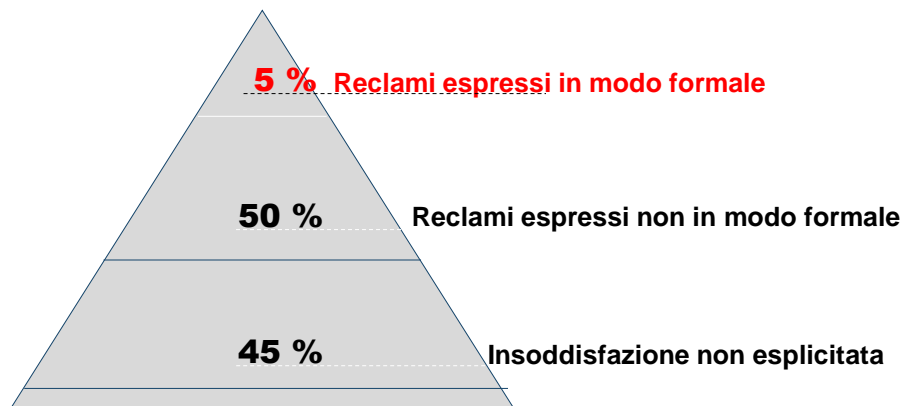 5 % Reclami espressi in modo formale
50 % Reclami espressi non in modo formale
45 % Insoddisfazione non esplicitata